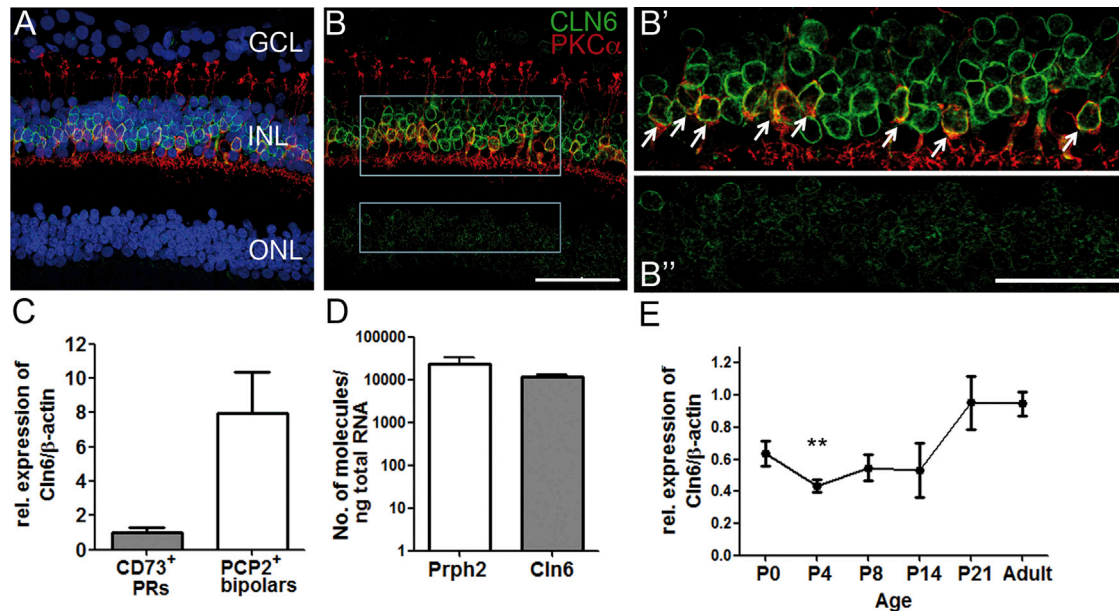 A
GCL
INL
ONL
B
CLN6
PKCα
B'
B''
C
rel. expression of
Cln6/β-actin
12
10
8
6
4
2
0
CD73+
PRs
PCP2+
bipolars
D
No. of molecules/
ng total RNA
100000
10000
1000
100
10
1
Prph2
Cln6
E
rel. expression of
Cln6/β-actin
1.2
1.0
0.8
0.6
0.4
0.2
0.0
**
P0
P4
P8
P14
P21
Adult
Age